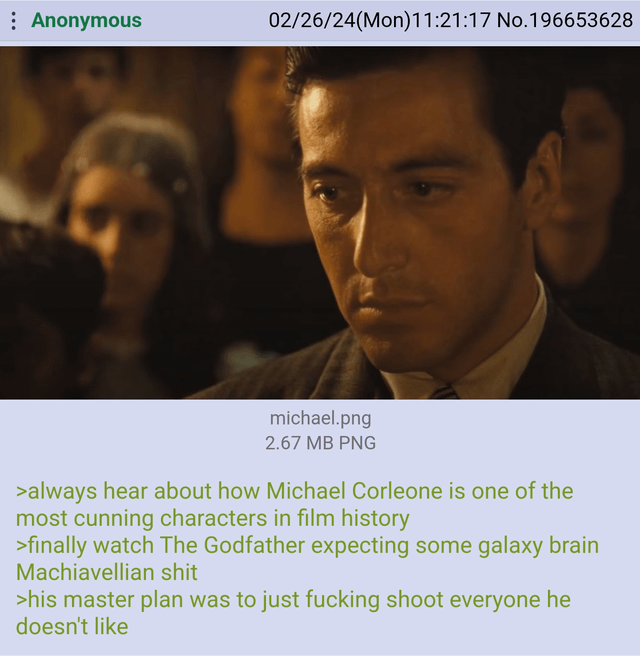 Anonymous 02/26/24(Mon)11:21:17 No.196653628
michael.png
2.67 MB PNG
>always hear about how Michael Corleone is one of the
most cunning characters in film history
>finally watch The Godfather expecting some galaxy brain
Machiavellian shit
>his master plan was to just fucking shoot everyone he
doesn't like